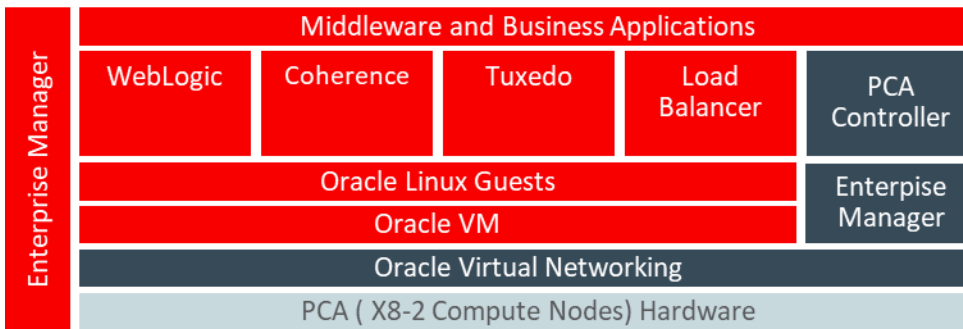 Enterprise Manager
Middleware and Business Applications
WebLogic
Coherence
Tuxedo
Load
Balancer
PCA
Controller
Oracle Linux Guests
Enterpise
Manager
Oracle VM
Oracle Virtual Networking
PCA ( X8-2 Compute Nodes) Hardware